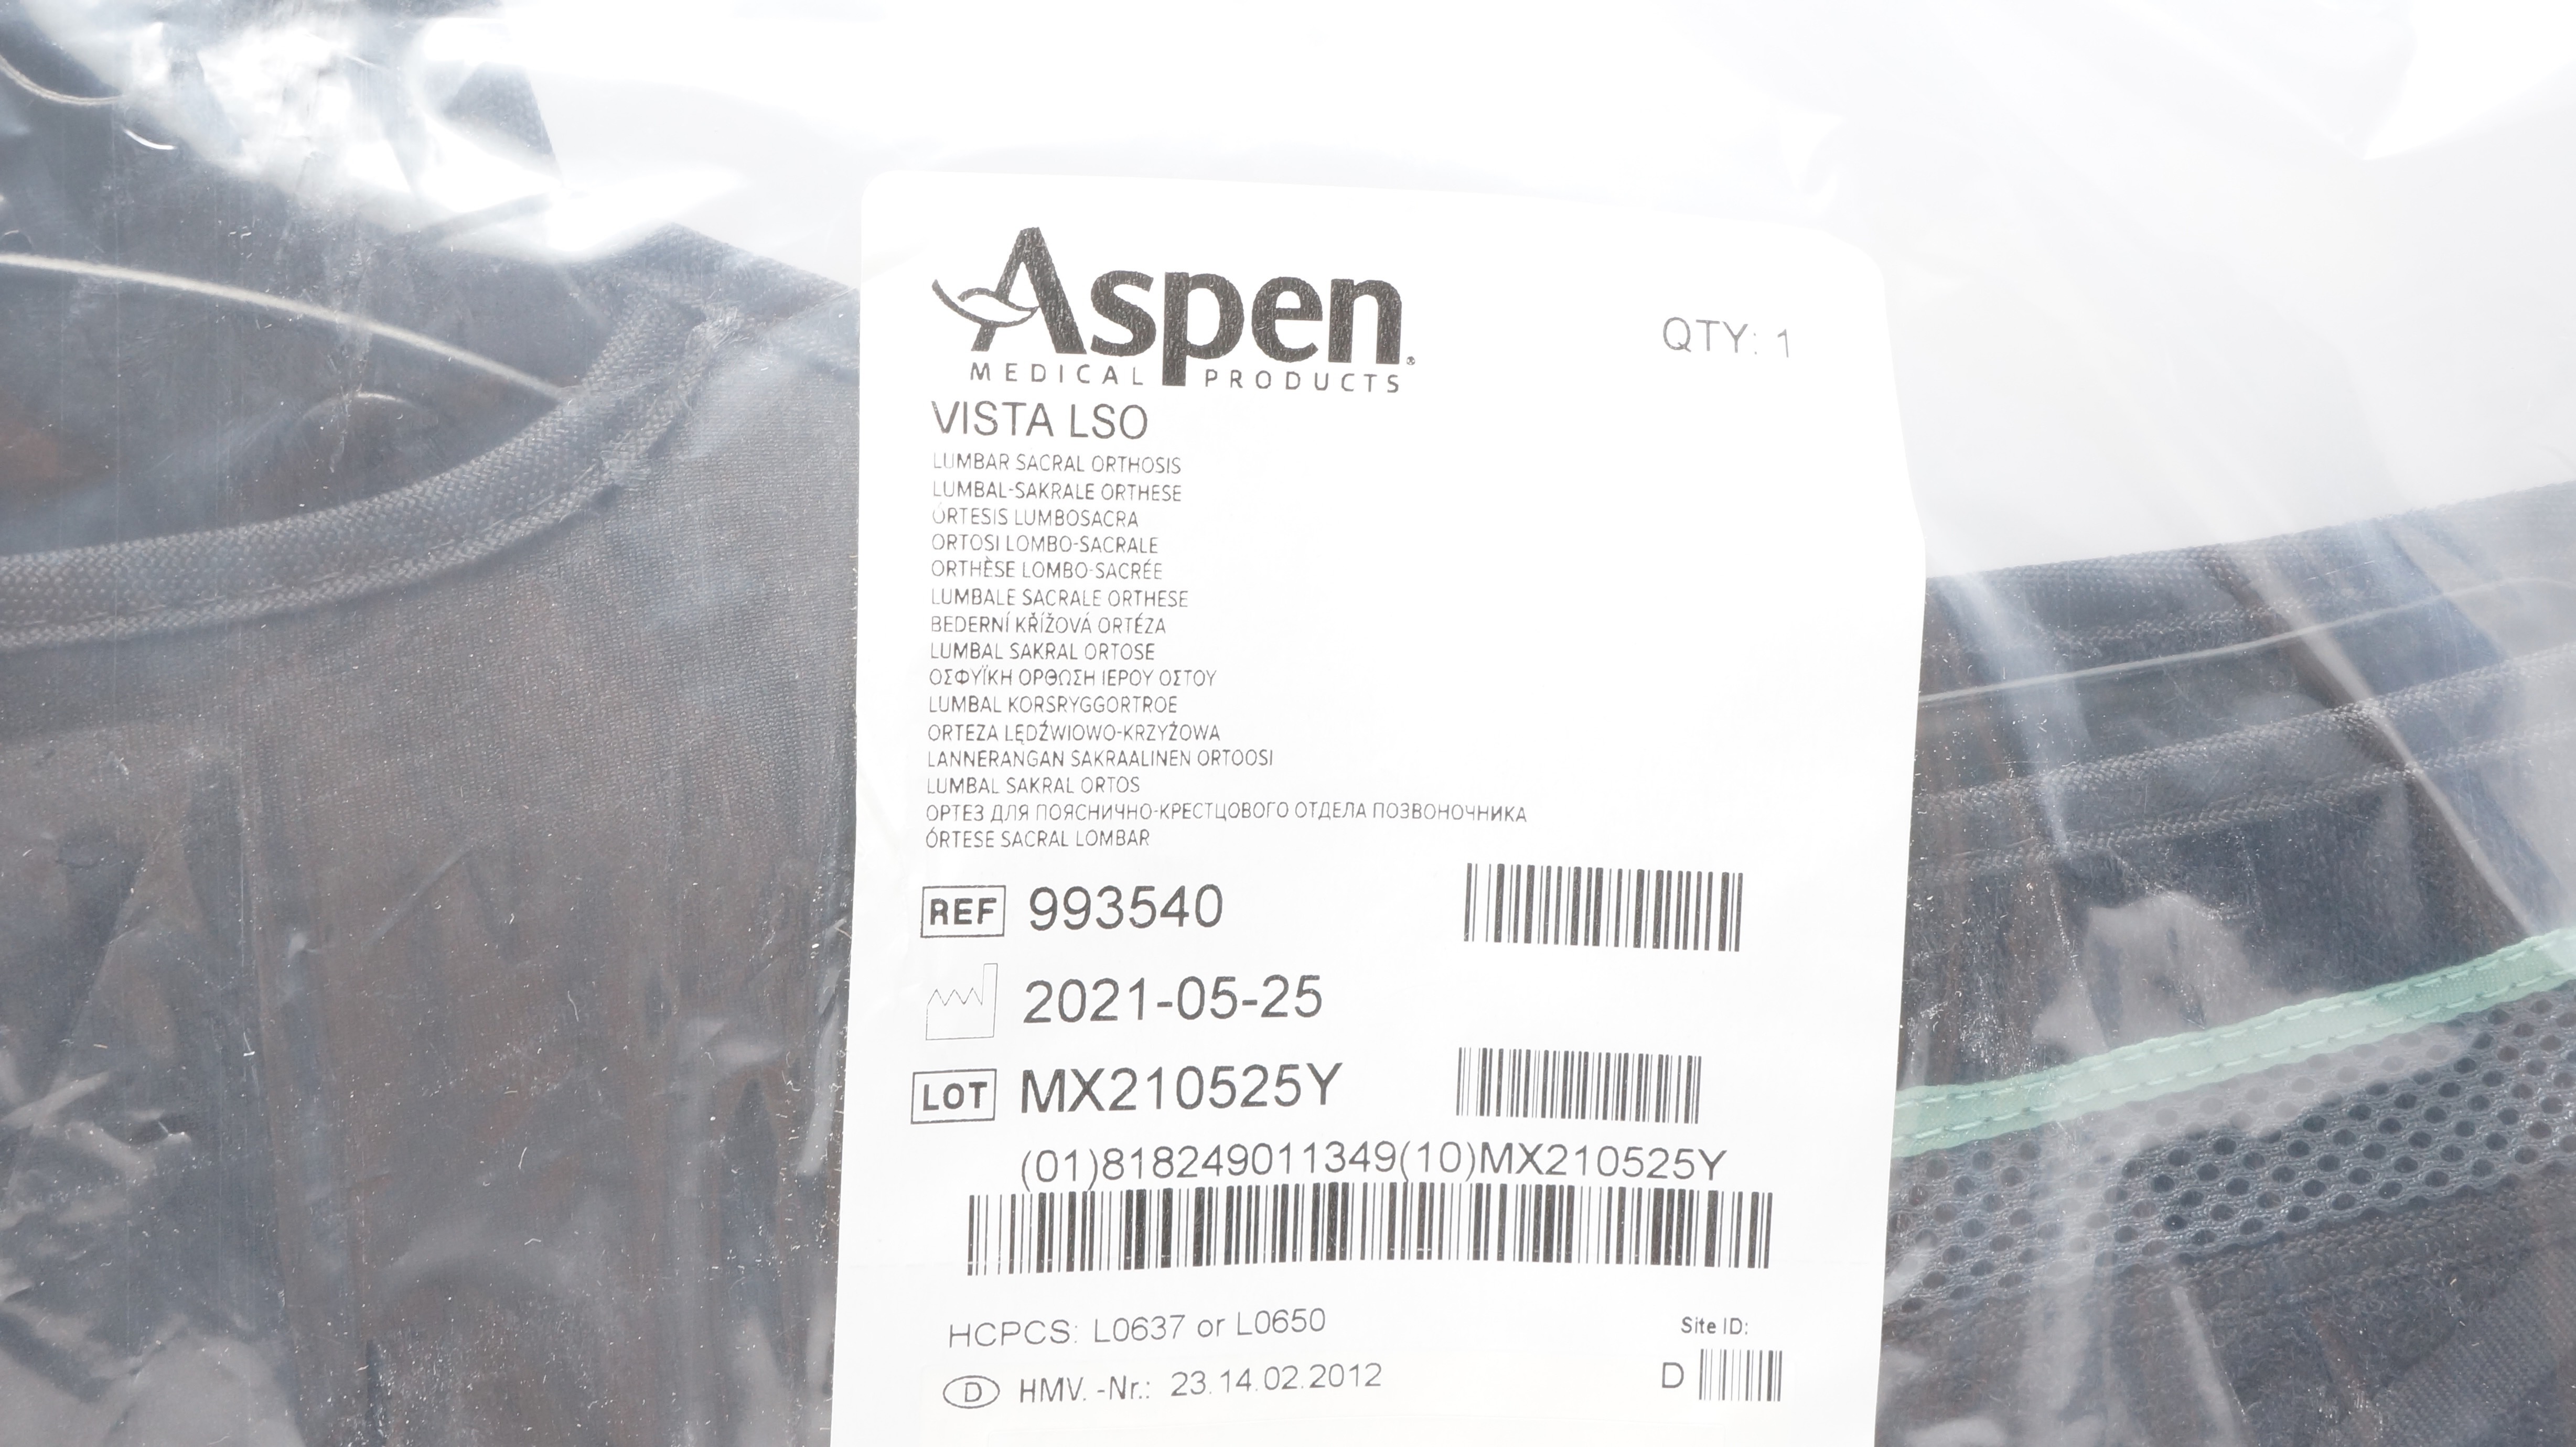 Aspen
MEDICAL PRODUCTS
QTY: 1
VISTA LSO
LUMBAR SACRAL ORTHOSIS
LUMBAL-SAKRALE ORTHESE
ÓRTESIS LUMBOSACRA
ORTOSI LOMBO-SACRALE
ORTHÈSE LOMBO-SACRÉE
LUMBALE SACRALE ORTHESE
BEDERNÍ KŘÍŽOVÁ ORTÉZA
LUMBAL SAKRAL ORTOSE
ΟΣΦΥΪΚΗ ΟΡΘΩΣΗ ΙΕΡΟΥ ΟΣΤΟΥ
LUMBAL KORSRYGGORTROE
ORTEZA LĘDŹWIOWO-KRZYŻOWA
LANNERANGAN SAKRAALINEN ORTOOSI
LUMBAL SAKRAL ORTOS
ОРТЕЗ ДЛЯ ПОЯСНИЧНО-КРЕСТЦОВОГО ОТДЕЛА ПОЗВОНОЧНИКА
ÓRTESE SACRAL LOMBAR
REF 993540
2021-05-25
LOT MX210525Y
(01)818249011349(10)MX210525Y
HCPCS: L0637 or L0650
Site ID:
D HMV. -Nr.: 23.14.02.2012
D